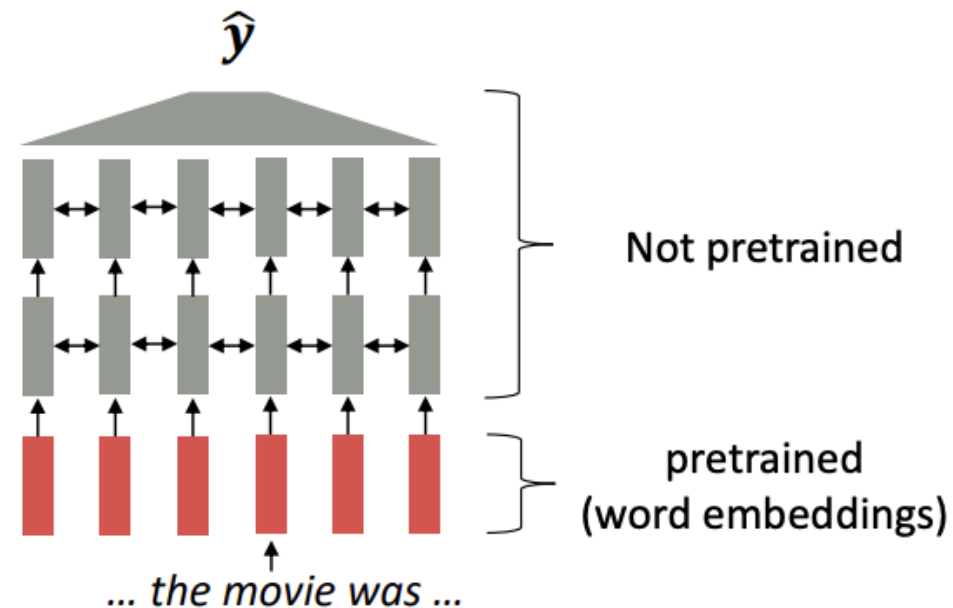 ŷ
Not pretrained
pretrained
(word embeddings)
... the movie was ...